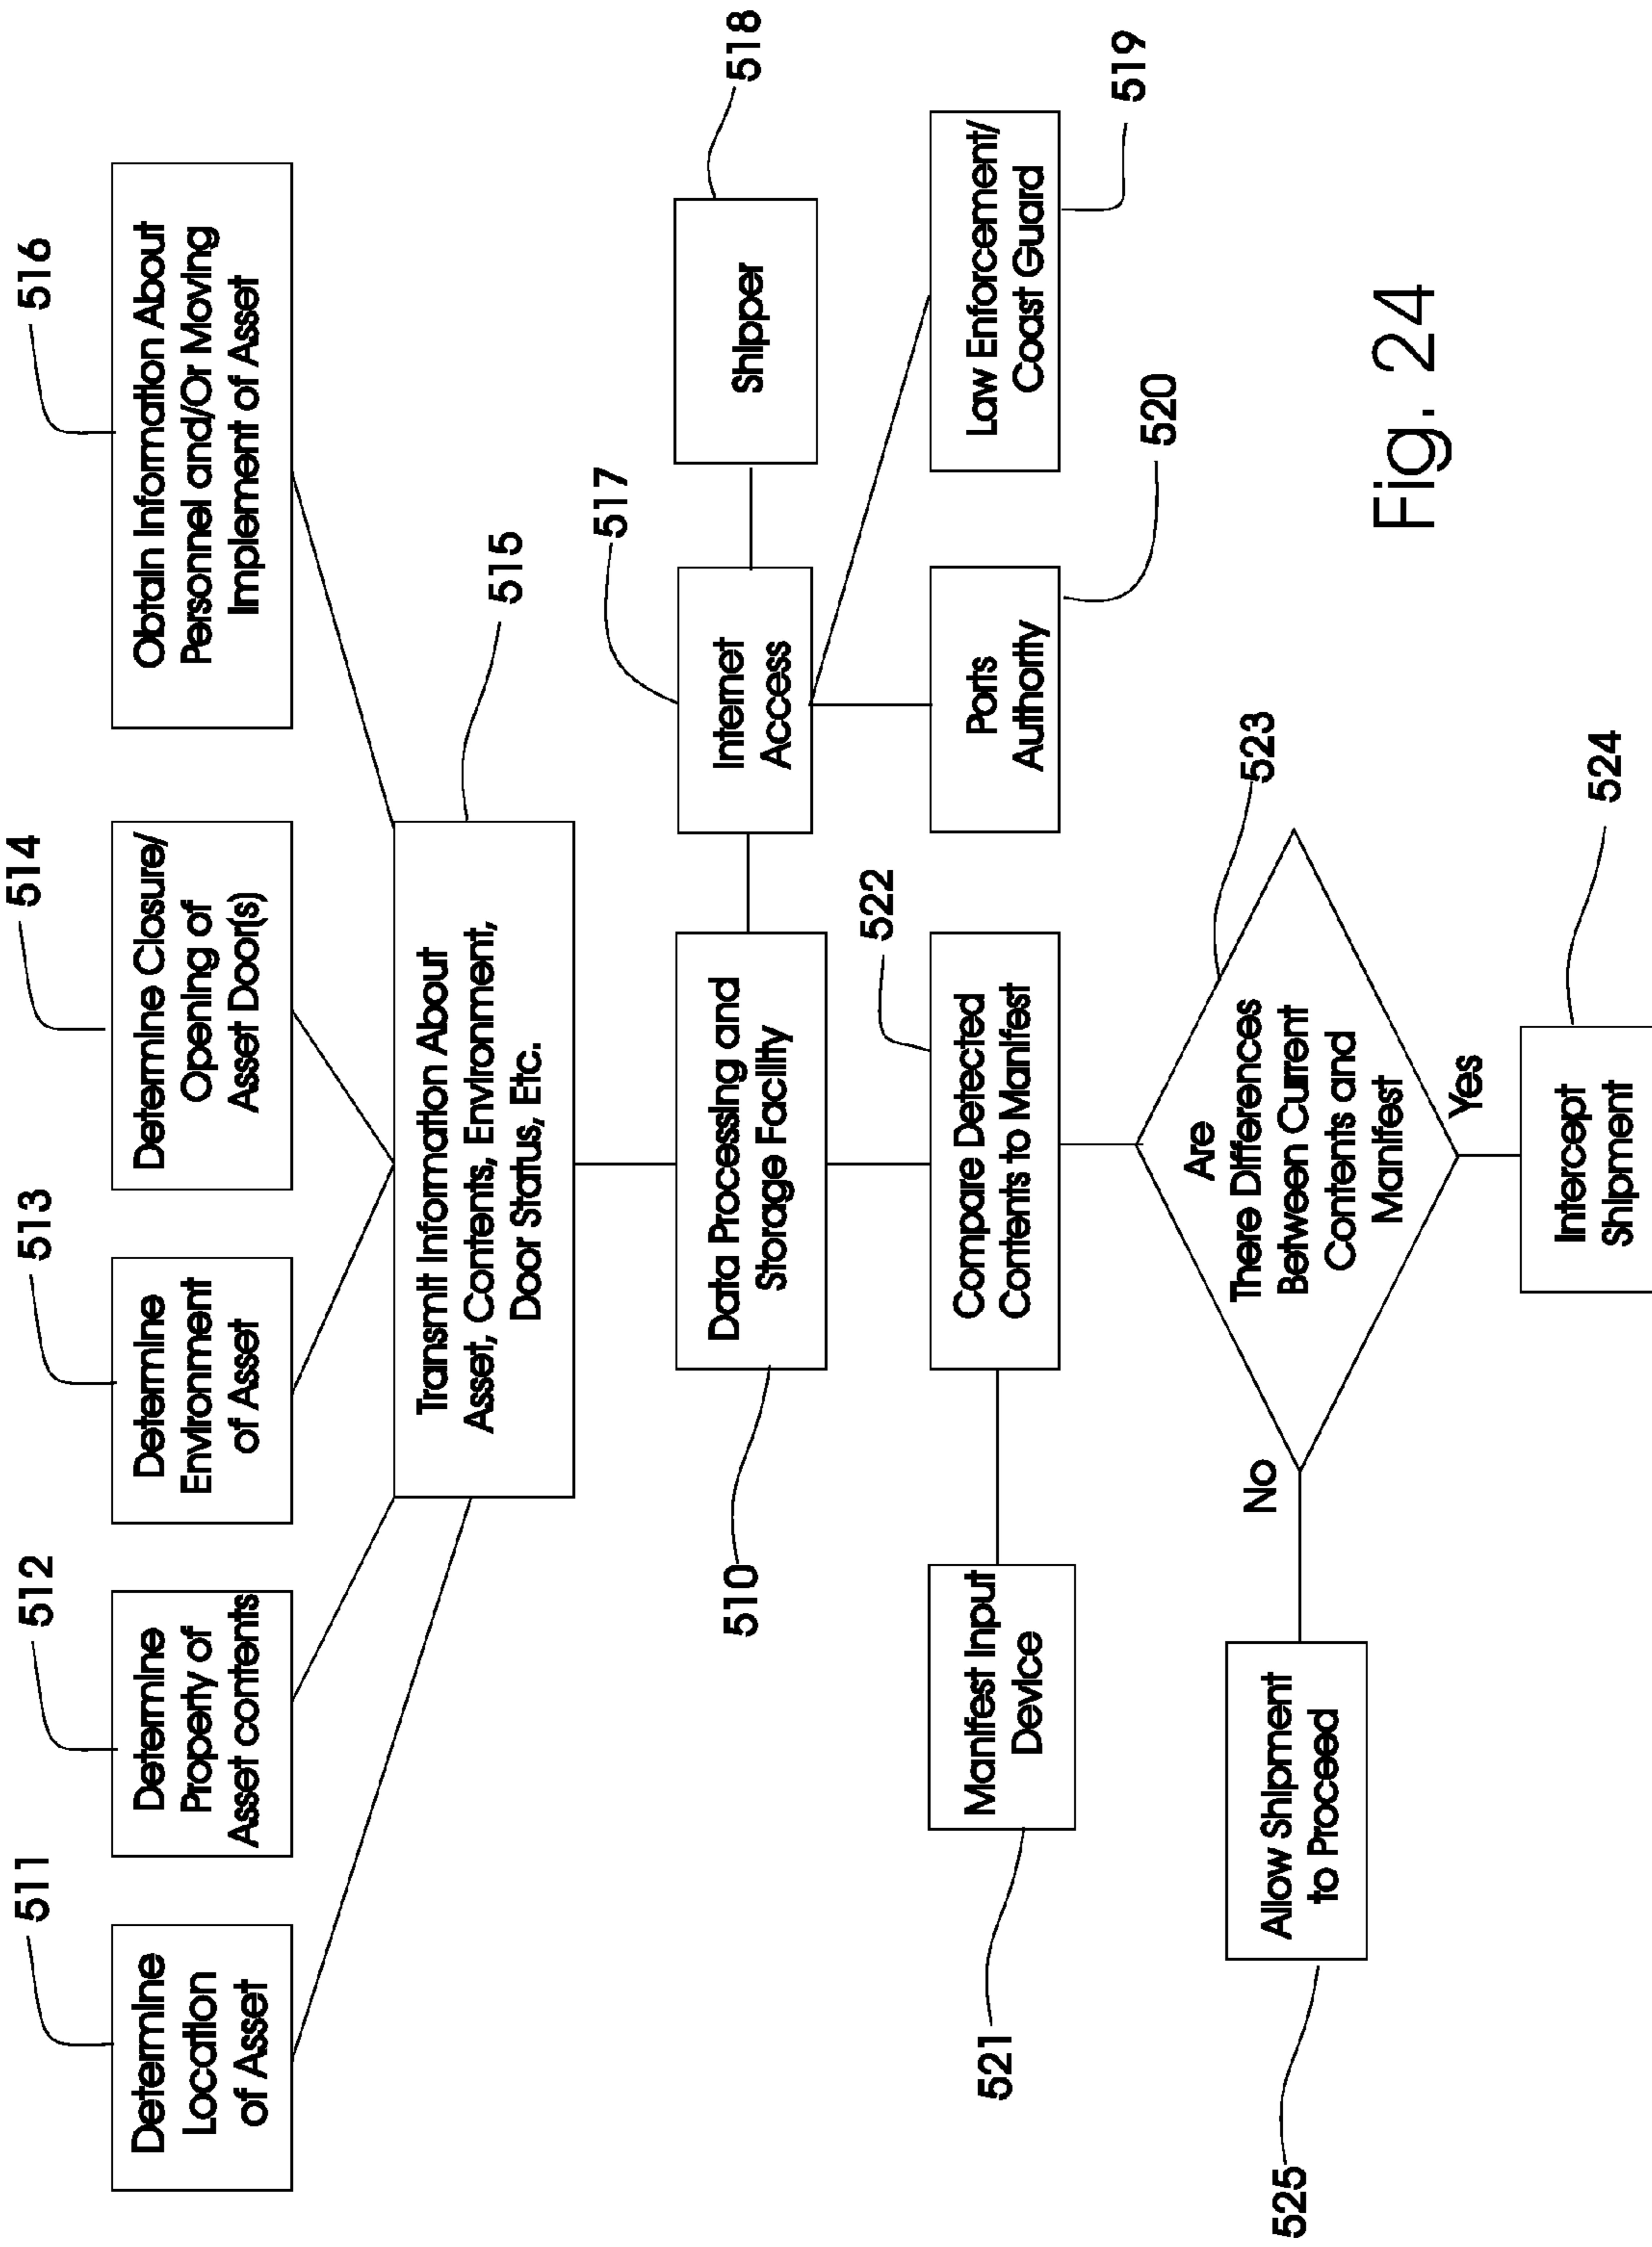 511
512
513
514
516
Determine
Location
of Asset
Determine
Property of
Asset contents
Determine
Environment
of Asset
Determine Closure/
Opening of
Asset Door(s)
Obtain Information About
Personnel and/Or Moving
Implement of Asset
515
Transmit Information About
Asset, Contents, Environment,
Door Status, Etc.
517
518
510
Data Processing and
Storage Facility
Internet
Access
Shipper
522
521
Manifest Input
Device
Compare Detected
Contents to Manifest
Ports
Authority
Law Enforcement/
Coast Guard
520
519
523
Are
There Differences
Between Current
Contents and
Manifest
No
Yes
525
Allow Shipment
to Proceed
524
Intercept
Shipment
Fig. 24